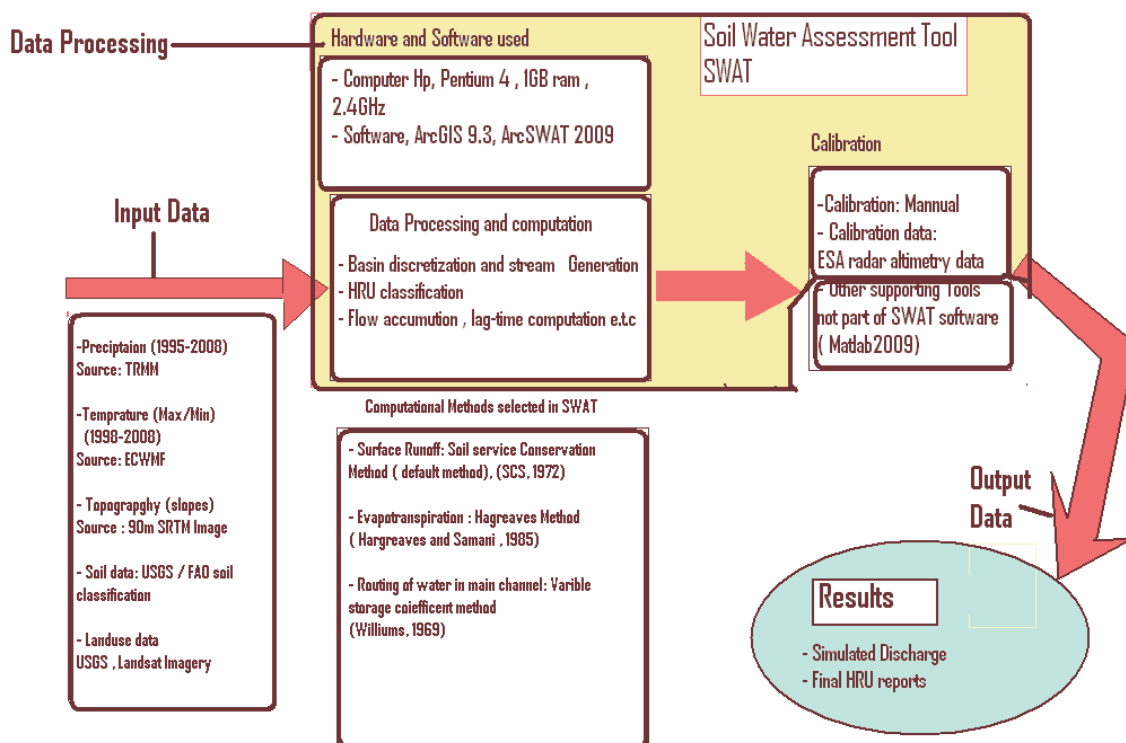 Data Processing
Hardware and Software used
- Computer Hp, Pentium 4 , 1GB ram ,
2.4GHz
- Software, ArcGIS 9.3, ArcSWAT 2009
Soil Water Assessment Tool
SWAT
Input Data
-Preciptaion (1995-2008)
Source: TRMM
-Temprature (Max/Min)
(1998-2008)
Source: ECWMF
- Topograpghy (slopes)
Source : 90m SRTM Image
- Soil data: USGS / FAO soil
classification
- Landuse data
USGS , Landsat Imagery
Data Processing and computation
- Basin discretization and stream Generation
- HRU classification
- Flow accumution , lag-time computation e.t.c
Computational Methods selected in SWAT
- Surface Runoff: Soil service Conservation
Method ( default method), (SCS, 1972)
- Evapotranspiration : Hagreaves Method
( Hargreaves and Samani , 1985)
- Routing of water in main channel: Varible
storage coiefficent method
(Williums, 1969)
Calibration
-Calibration: Mannual
- Calibration data:
ESA radar altimetry data
- Other supporting Tools
not part of SWAT software
( Matlab2009)
Output
Data
Results
- Simulated Discharge
- Final HRU reports